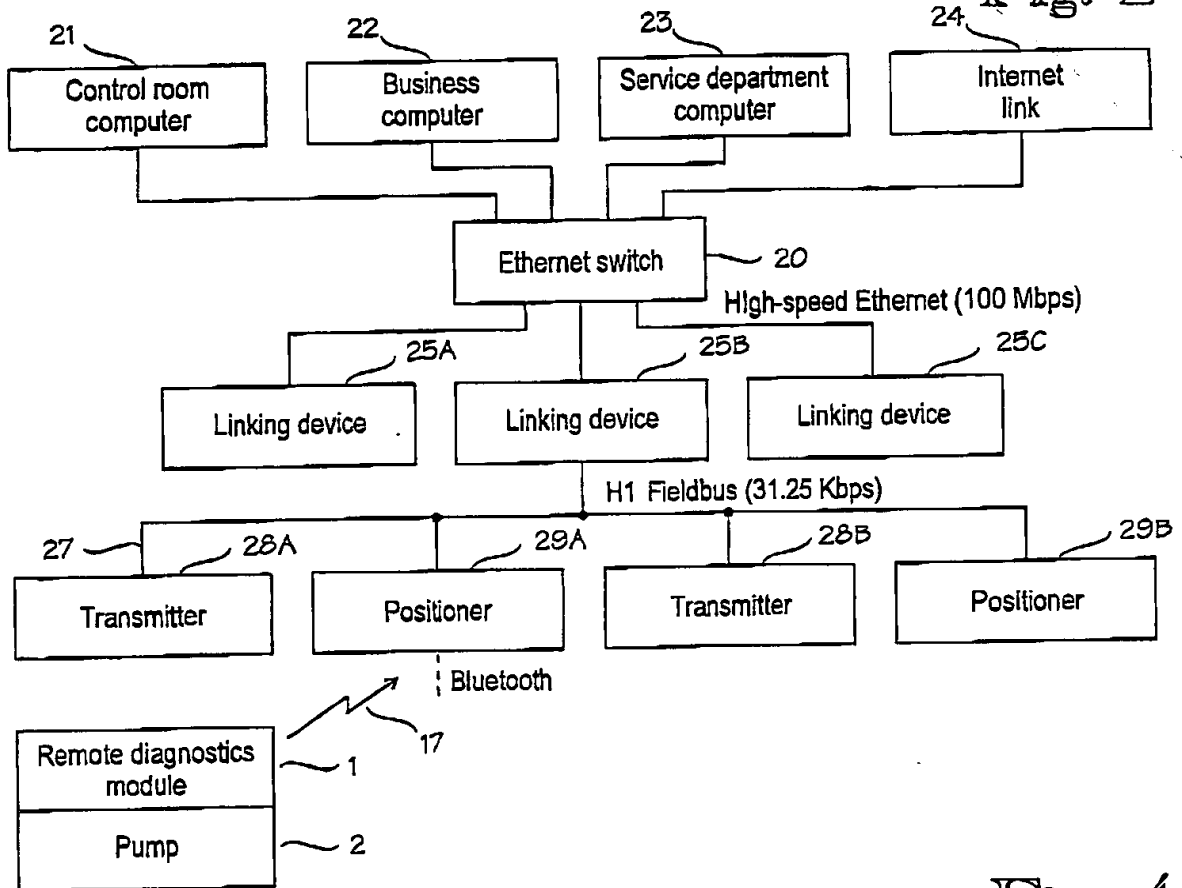 Fig. 2
21
22
23
24
Control room
computer
Business
computer
Service department
computer
Internet
link
Ethernet switch
20
High-speed Ethernet (100 Mbps)
25A
25B
25C
Linking device
Linking device
Linking device
H1 Fieldbus (31.25 Kbps)
27
28A
29A
28B
29B
Transmitter
Positioner
Transmitter
Positioner
Bluetooth
17
Remote diagnostics
module
1
Pump
2